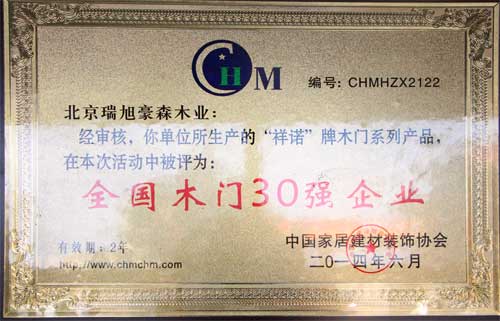 CHM
编号: CHMHZX2122
北京瑞旭豪森木业:
经审核,你单位所生产的“祥诺”牌木门系列产品,
在本次活动中被评为:
全国木门30强企业
中国家居建材装饰协会
有效期:2年
二〇一四年六月
http://www.chmchm.com